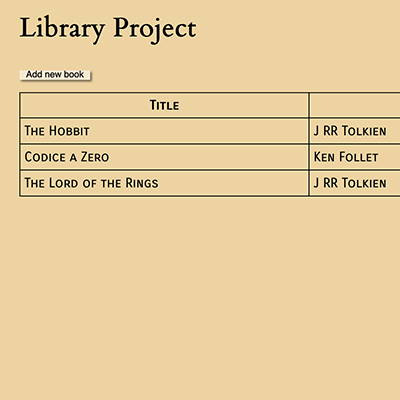 Library Project
Add new book
Title
The Hobbit J RR Tolkien
Codice a Zero Ken Follet
The Lord of the Rings J RR Tolkien